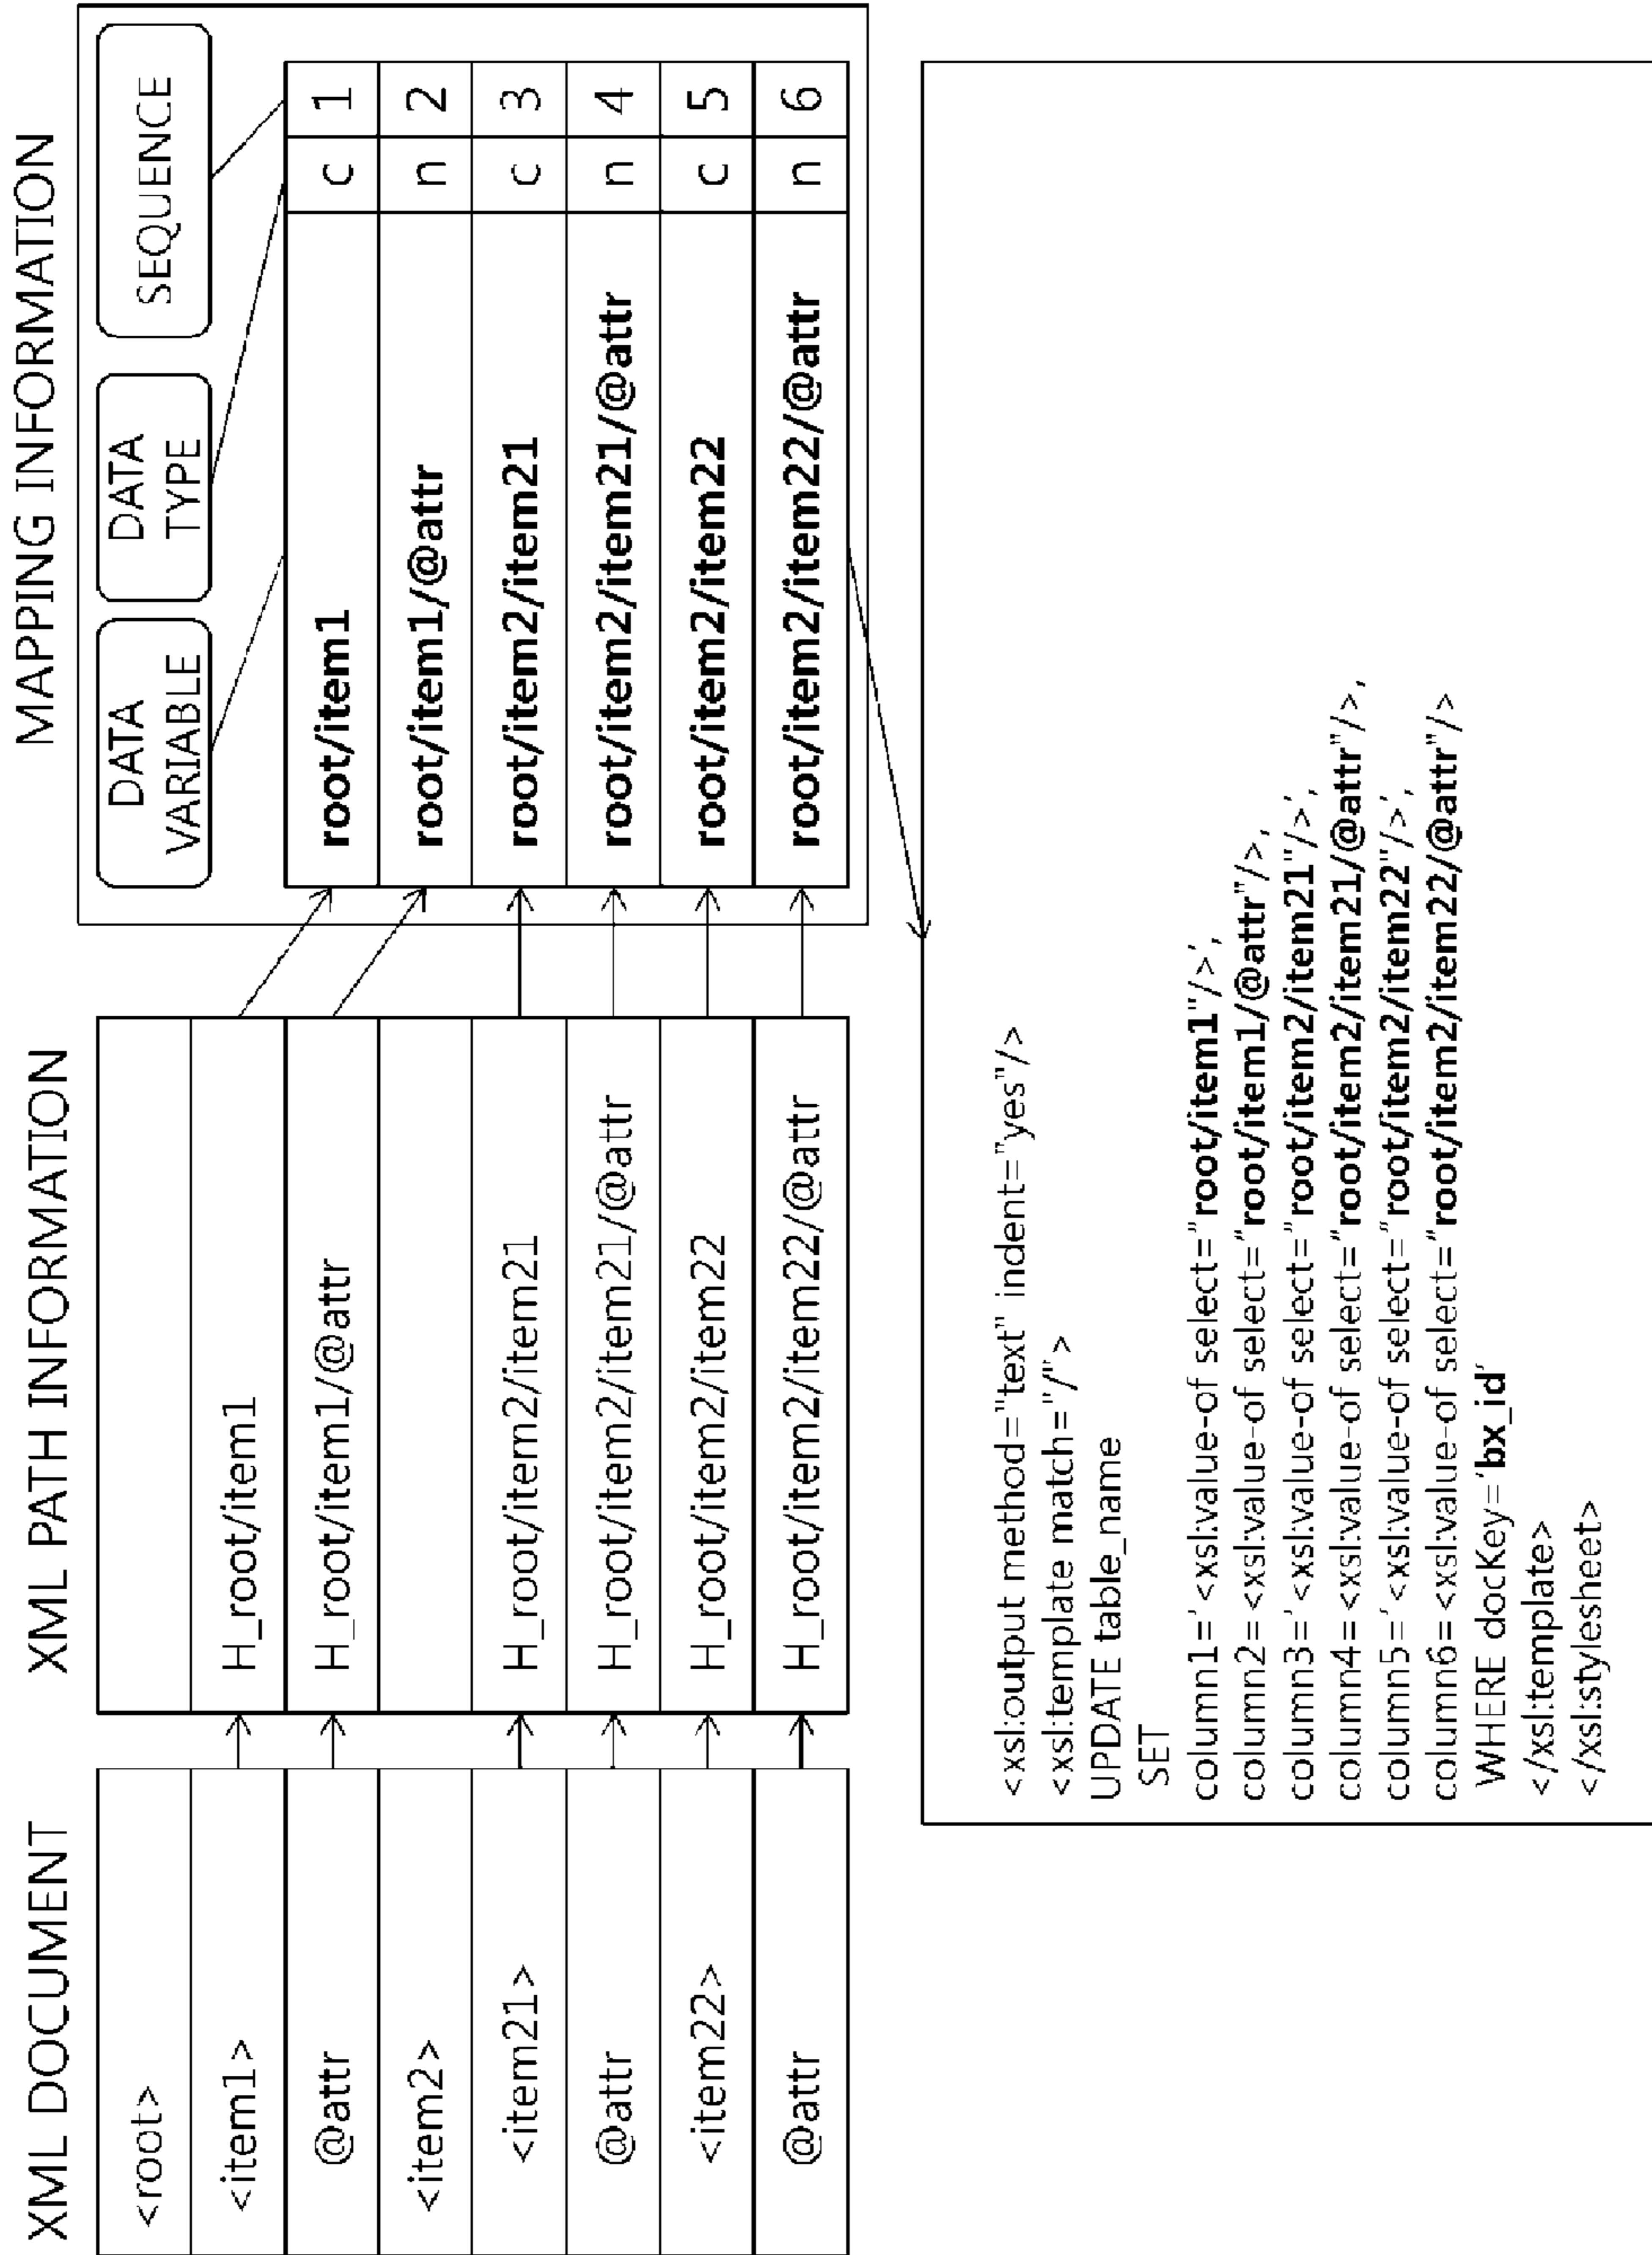 XML DOCUMENT
<root>
<item1>
@attr
<item2>
<item21>
@attr
<item22>
@attr
XML PATH INFORMATION
H_root/item1
H_root/item1/@attr
H_root/item2/item21
H_root/item2/item21/@attr
H_root/item2/item22
H_root/item2/item22/@attr
MAPPING INFORMATION
DATA
VARIABLE
DATA
TYPE
SEQUENCE
root/item1 c 1
root/item1/@attr n 2
root/item2/item21 c 3
root/item2/item21/@attr n 4
root/item2/item22 c 5
root/item2/item22/@attr n 6
<xsl:output method="text" indent="yes"/>
<xsl:template match="/">
UPDATE table_name
SET
column1='<xsl:value-of select="root/item1"/>',
column2=<xsl:value-of select="root/item1/@attr"/>,
column3='<xsl:value-of select="root/item2/item21"/>',
column4=<xsl:value-of select="root/item2/item21/@attr"/>,
column5='<xsl:value-of select="root/item2/item22"/>',
column6=<xsl:value-of select="root/item2/item22/@attr"/>
WHERE docKey='bx_id'
</xsl:template>
</xsl:stylesheet>